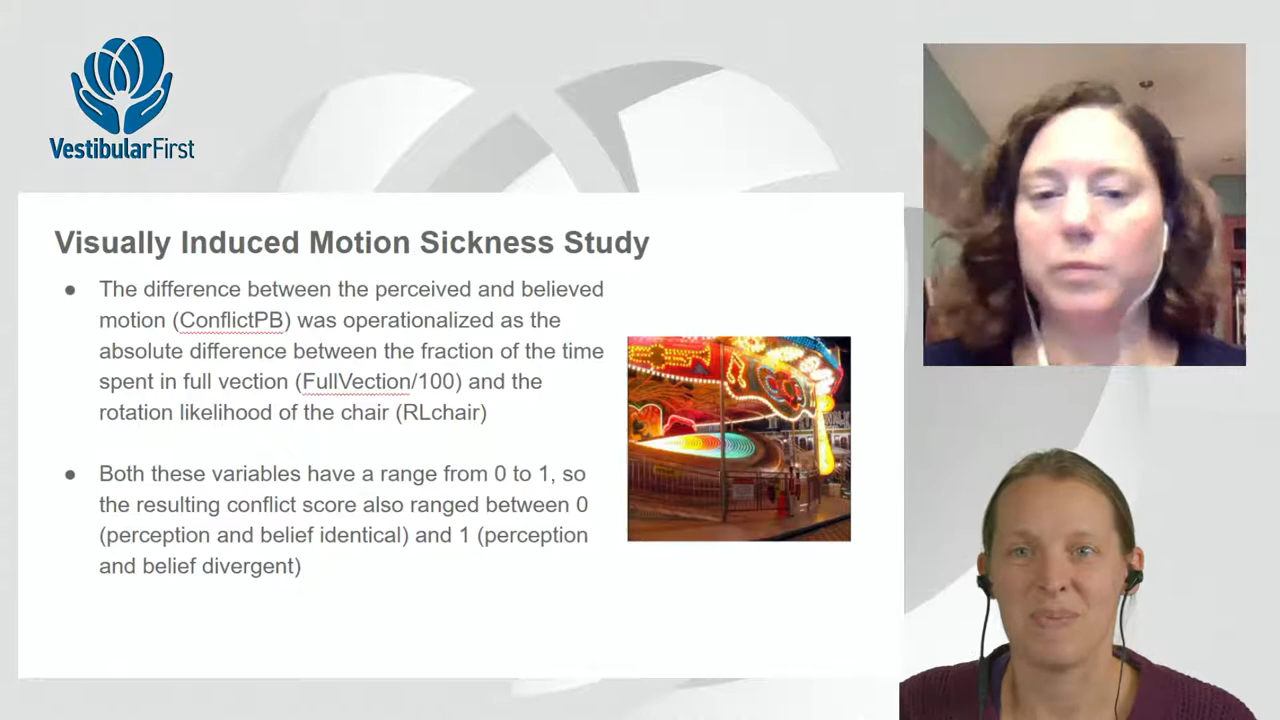 VestibularFirst
Visually Induced Motion Sickness Study
● The difference between the perceived and believed
motion (ConflictPB) was operationalized as the
absolute difference between the fraction of the time
spent in full vection (FullVection/100) and the
rotation likelihood of the chair (RLchair)
● Both these variables have a range from 0 to 1, so
the resulting conflict score also ranged between 0
(perception and belief identical) and 1 (perception
and belief divergent)